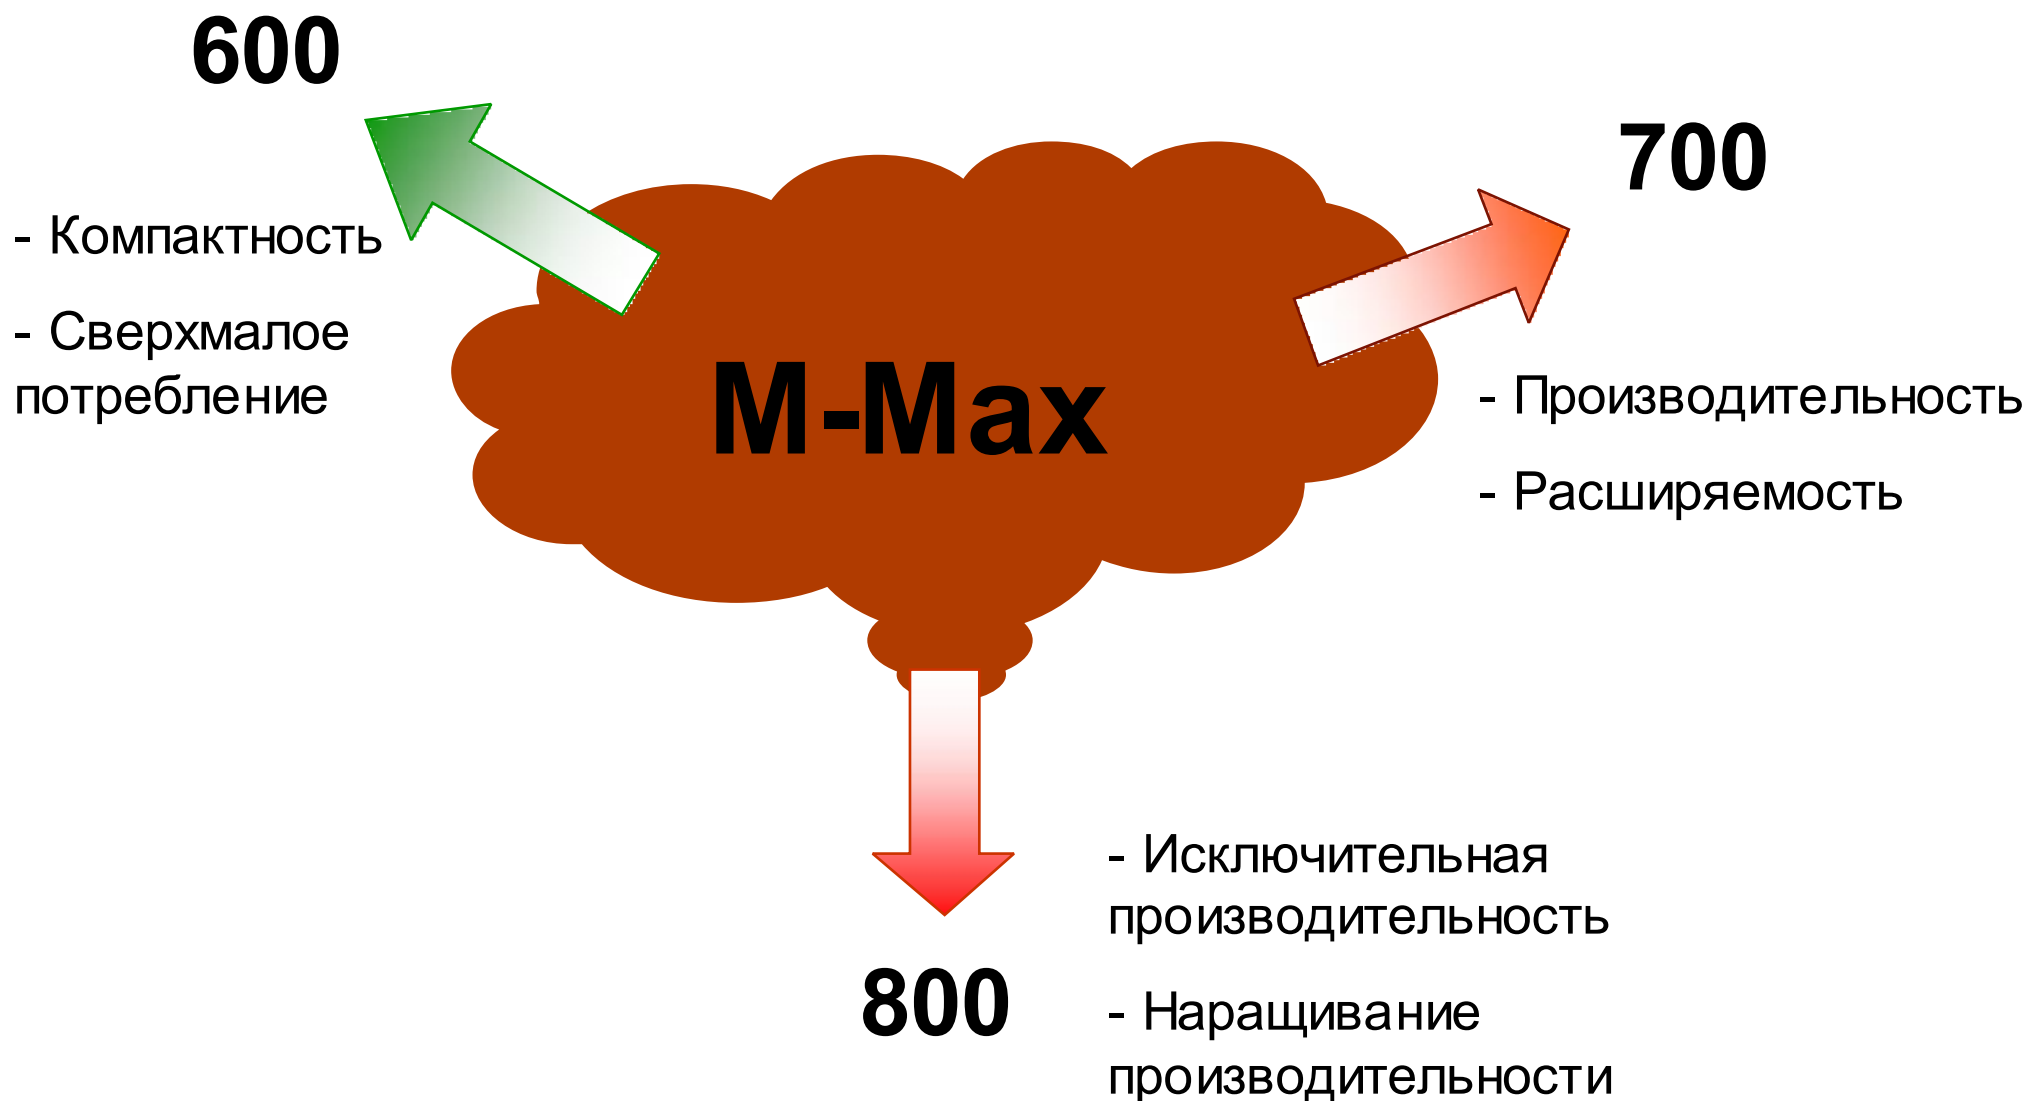 600
- Компактность
- Сверхмалое
потребление
M-Max
700
- Производительность
- Расширяемость
800
- Исключительная
производительность
- Наращивание
производительности